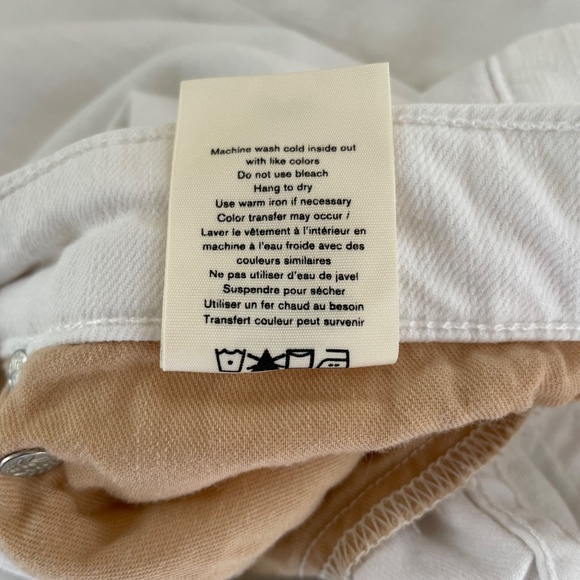 Machine wash cold inside out
with like colors
Do not use bleach
Hang to dry
Use warm iron if necessary
Color transfer may occur /
Laver le vêtement à l'intérieur en
machine à l'eau froide avec des
couleurs similaires
Ne pas utiliser d'eau de javel
Suspendre pour sécher
Utiliser un fer chaud au besoin
Transfert couleur peut survenir